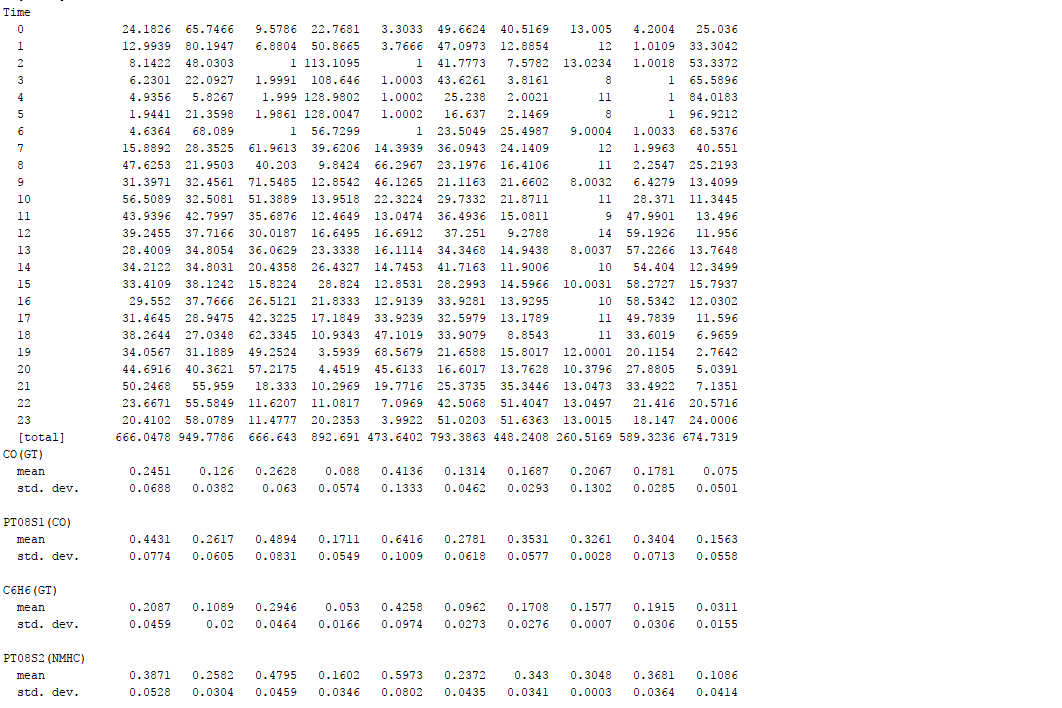 Time
0 24.1826 65.7466 9.5786 22.7681 3.3033 49.6624 40.5169 13.005 4.2004 25.036
1 12.9939 80.1947 6.8804 50.8665 3.7666 47.0973 12.8854 12 1.0109 33.3042
2 8.1422 48.0303 1 113.1095 1 41.7773 7.5782 13.0234 1.0018 53.3372
3 6.2301 22.0927 1.9991 108.646 1.0003 43.6261 3.8161 8 1 65.5896
4 4.9356 5.8267 1.999 128.9802 1.0002 25.238 2.0021 11 1 84.0183
5 1.9441 21.3598 1.9861 128.0047 1.0002 16.637 2.1469 8 1 96.9212
6 4.6364 68.089 1 56.7299 1 23.5049 25.4987 9.0004 1.0033 68.5376
7 15.8892 28.3525 61.9613 39.6206 14.3939 36.0943 24.1409 12 1.9963 40.551
8 47.6253 21.9503 40.203 9.8424 66.2967 23.1976 16.4106 11 2.2547 25.2193
9 31.3971 32.4561 71.5485 12.8542 46.1265 21.1163 21.6602 8.0032 6.4279 13.4099
10 56.5089 32.5081 51.3889 13.9518 22.3224 29.7332 21.8711 11 28.371 11.3445
11 43.9396 42.7997 35.6876 12.4649 13.0474 36.4936 15.0811 9 47.9901 13.496
12 39.2455 37.7166 30.0187 16.6495 16.6912 37.251 9.2788 14 59.1926 11.956
13 28.4009 34.8054 36.0629 23.3338 16.1114 34.3468 14.9438 8.0037 57.2266 13.7648
14 34.2122 34.8031 20.4358 26.4327 14.7453 41.7163 11.9006 10 54.404 12.3499
15 33.4109 38.1242 15.8224 28.824 12.8531 28.2993 14.5966 10.0031 58.2727 15.7937
16 29.552 37.7666 26.5121 21.8333 12.9139 33.9281 13.9295 10 58.5342 12.0302
17 31.4645 28.9475 42.3225 17.1849 33.9239 32.5979 13.1789 11 49.7839 11.596
18 38.2644 27.0348 62.3345 10.9343 47.1019 33.9079 8.8543 11 33.6019 6.9659
19 34.0567 31.1889 49.2524 3.5939 68.5679 21.6588 15.8017 12.0001 20.1154 2.7642
20 44.6916 40.3621 57.2175 4.4519 45.6133 16.6017 13.7628 10.3796 27.8805 5.0391
21 50.2468 55.959 18.333 10.2969 19.7716 25.3735 35.3446 13.0473 33.4922 7.1351
22 23.6671 55.5849 11.6207 11.0817 7.0969 42.5068 51.4047 13.0497 21.416 20.5716
23 20.4102 58.0789 11.4777 20.2353 3.9922 51.0203 51.6363 13.0015 18.147 24.0006
[total] 666.0478 949.7786 666.643 892.691 473.6402 793.3863 448.2408 260.5169 589.3236 674.7319
CO(GT)
mean 0.2451 0.126 0.2628 0.088 0.4136 0.1314 0.1687 0.2067 0.1781 0.075
std. dev. 0.0688 0.0382 0.063 0.0574 0.1333 0.0462 0.0293 0.1302 0.0285 0.0501
PT08S1(CO)
mean 0.4431 0.2617 0.4894 0.1711 0.6416 0.2781 0.3531 0.3261 0.3404 0.1563
std. dev. 0.0774 0.0605 0.0831 0.0549 0.1009 0.0618 0.0577 0.0028 0.0713 0.0558
C6H6(GT)
mean 0.2087 0.1089 0.2946 0.053 0.4258 0.0962 0.1708 0.1577 0.1915 0.0311
std. dev. 0.0459 0.02 0.0464 0.0166 0.0974 0.0273 0.0276 0.0007 0.0306 0.0155
PT08S2(NMHC)
mean 0.3871 0.2582 0.4795 0.1602 0.5973 0.2372 0.343 0.3048 0.3681 0.1086
std. dev. 0.0528 0.0304 0.0459 0.0346 0.0802 0.0435 0.0341 0.0003 0.0364 0.0414